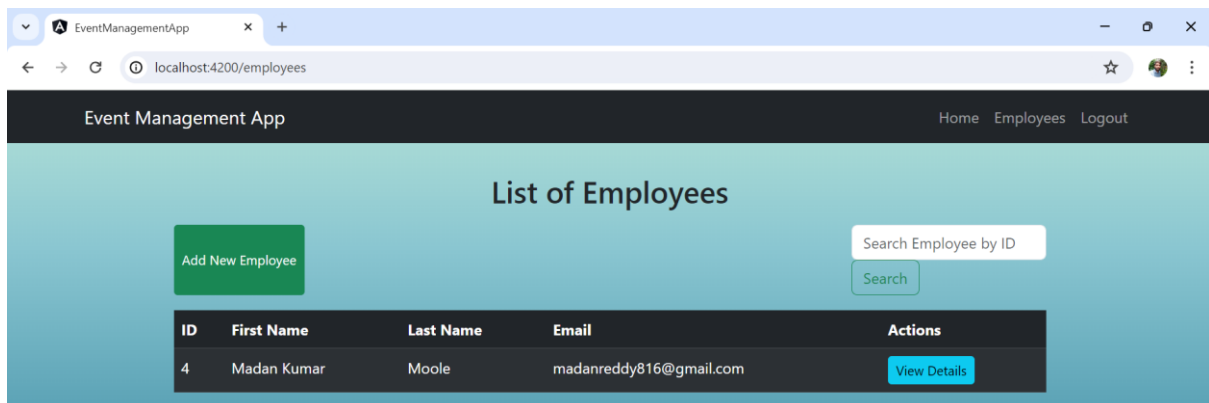 EventManagementApp
localhost:4200/employees
Event Management App Home Employees Logout
List of Employees
Add New Employee
Search Employee by ID
Search
ID First Name Last Name Email Actions
4 Madan Kumar Moole madanreddy816@gmail.com View Details